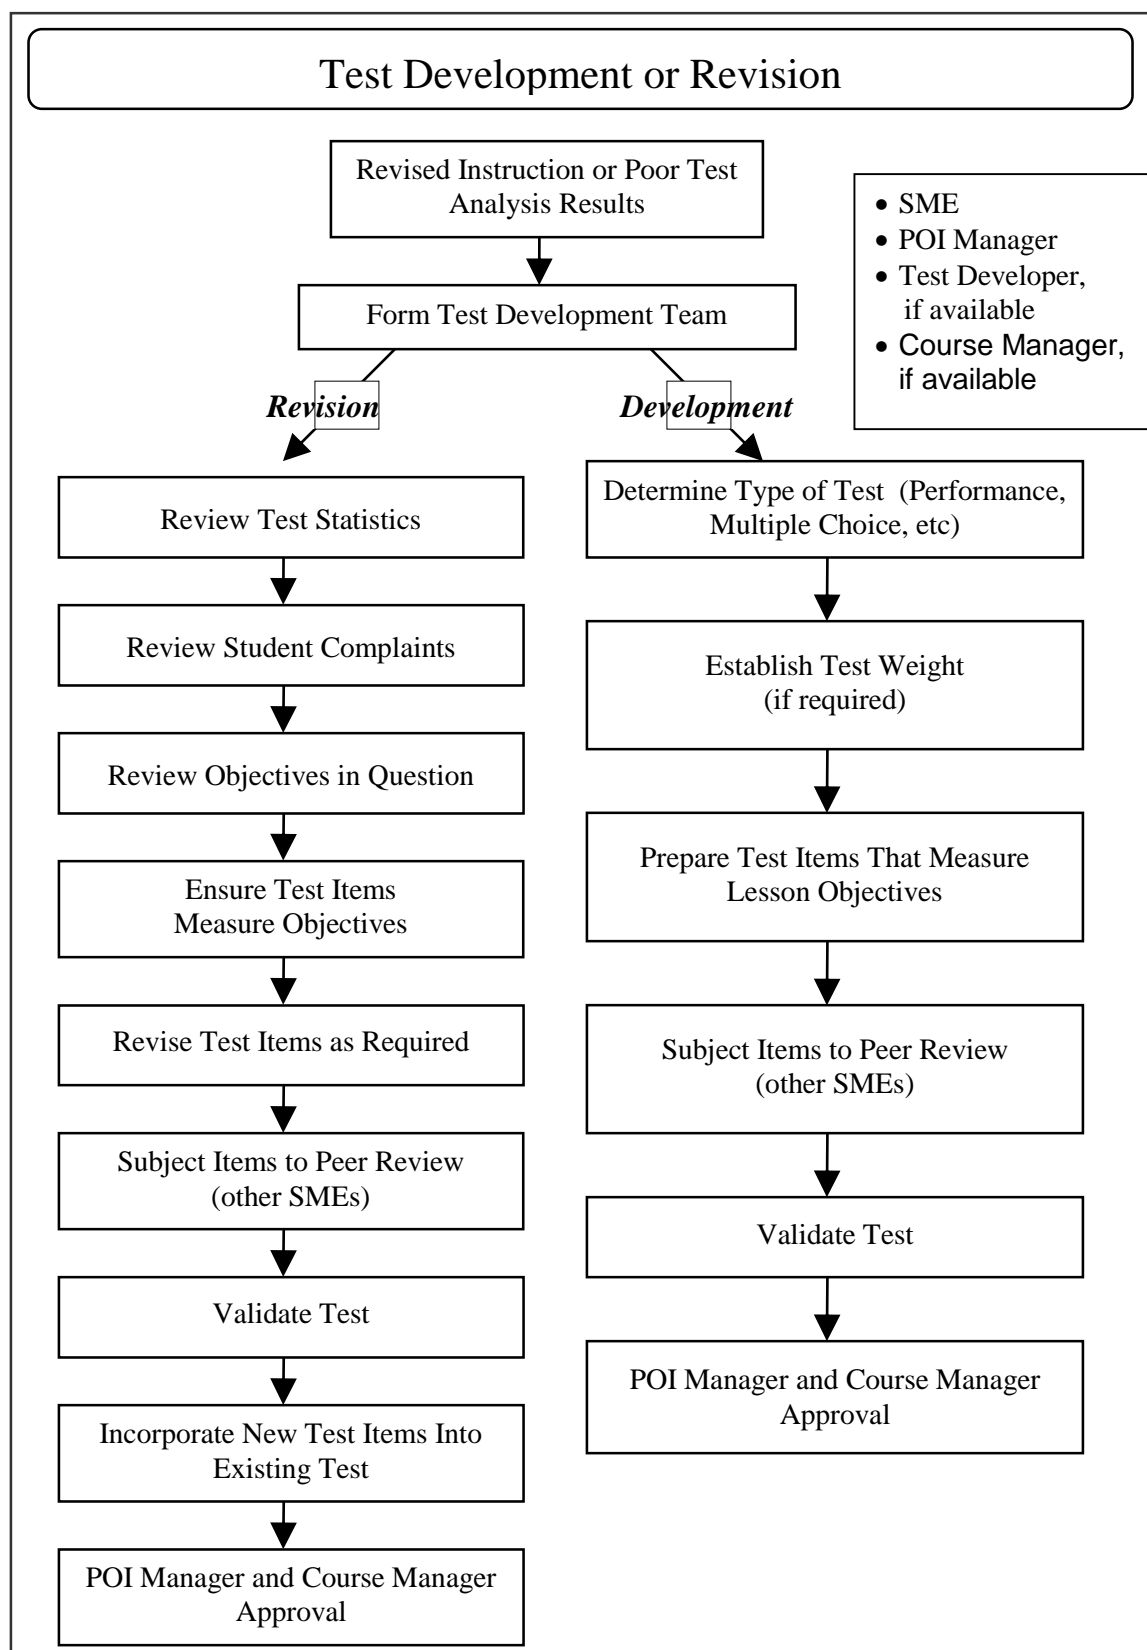 Test Development or Revision
Revised Instruction or Poor Test
Analysis Results
• SME
• POI Manager
• Test Developer,
if available
• Course Manager,
if available
Form Test Development Team
Revision
Development
Review Test Statistics
Review Student Complaints
Review Objectives in Question
Ensure Test Items
Measure Objectives
Revise Test Items as Required
Subject Items to Peer Review
(other SMEs)
Validate Test
Incorporate New Test Items Into
Existing Test
POI Manager and Course Manager
Approval
Determine Type of Test  (Performance,
Multiple Choice, etc)
Establish Test Weight
(if required)
Prepare Test Items That Measure
Lesson Objectives
Subject Items to Peer Review
(other SMEs)
Validate Test
POI Manager and Course Manager
Approval